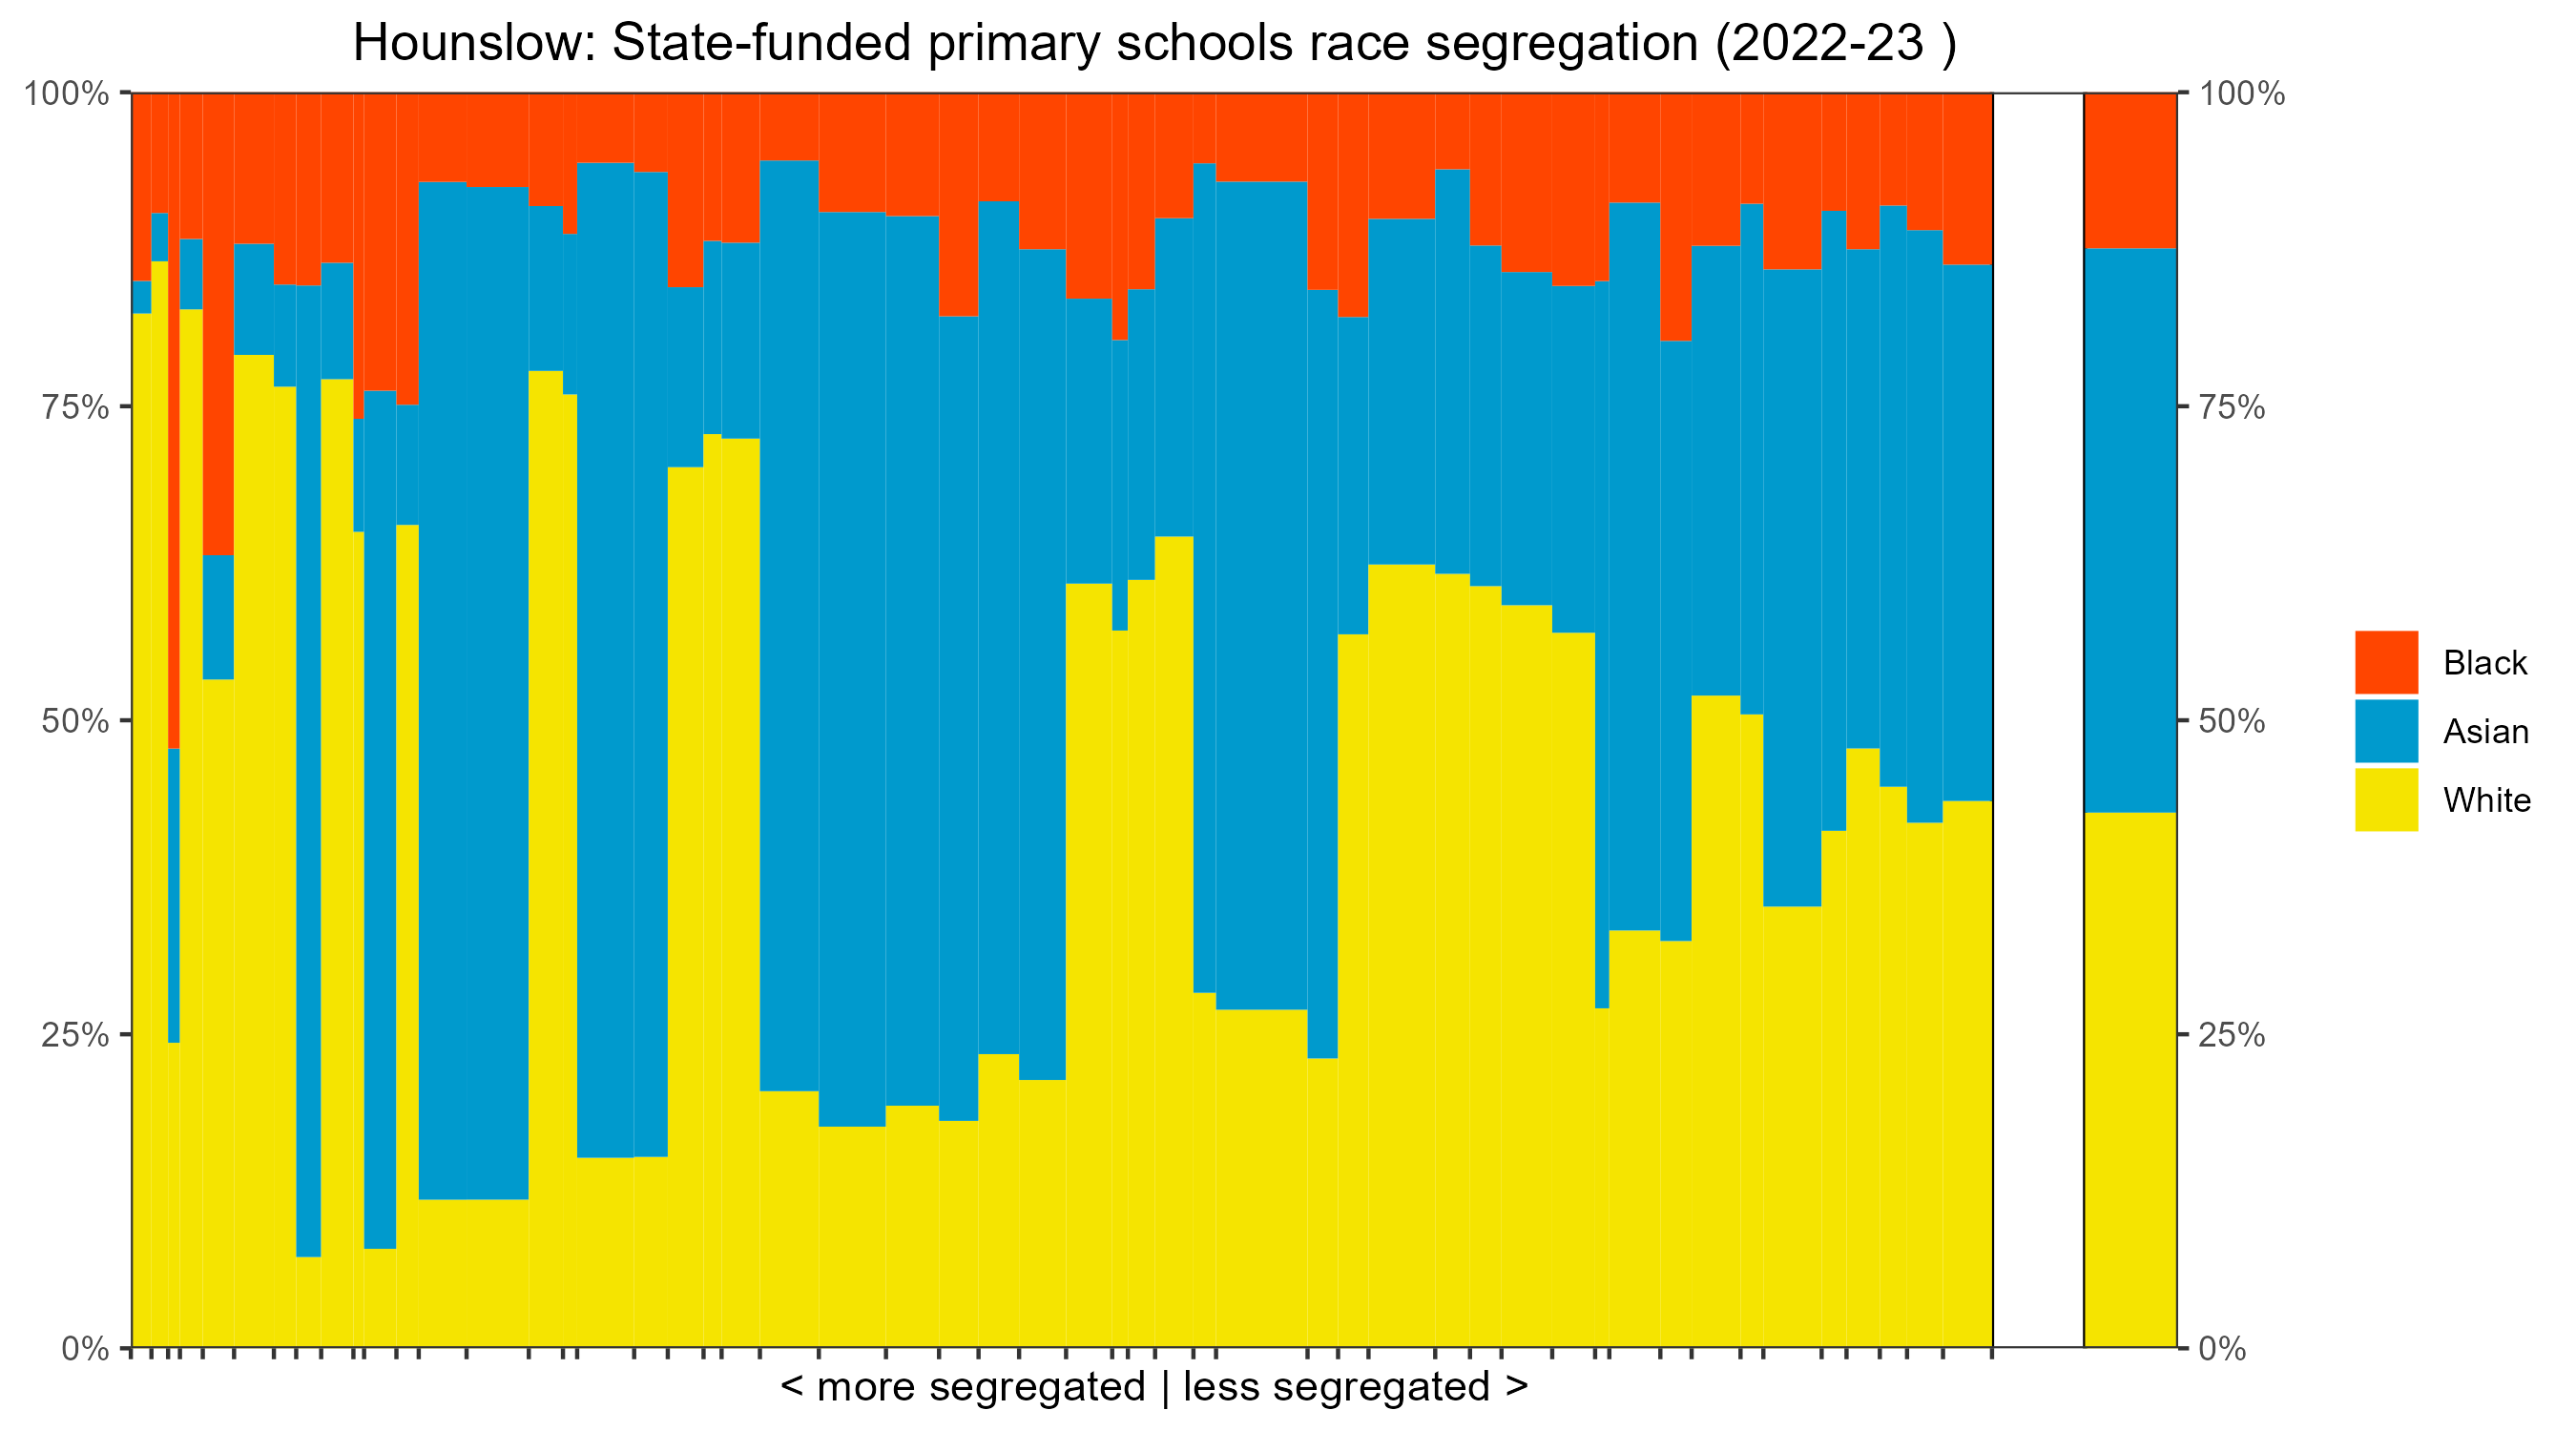 Hounslow: State-funded primary schools race segregation (2022-23 )
100%
100%
75%
75%
50%
50%
25%
25%
0%
0%
Black
Asian
White
< more segregated | less segregated >